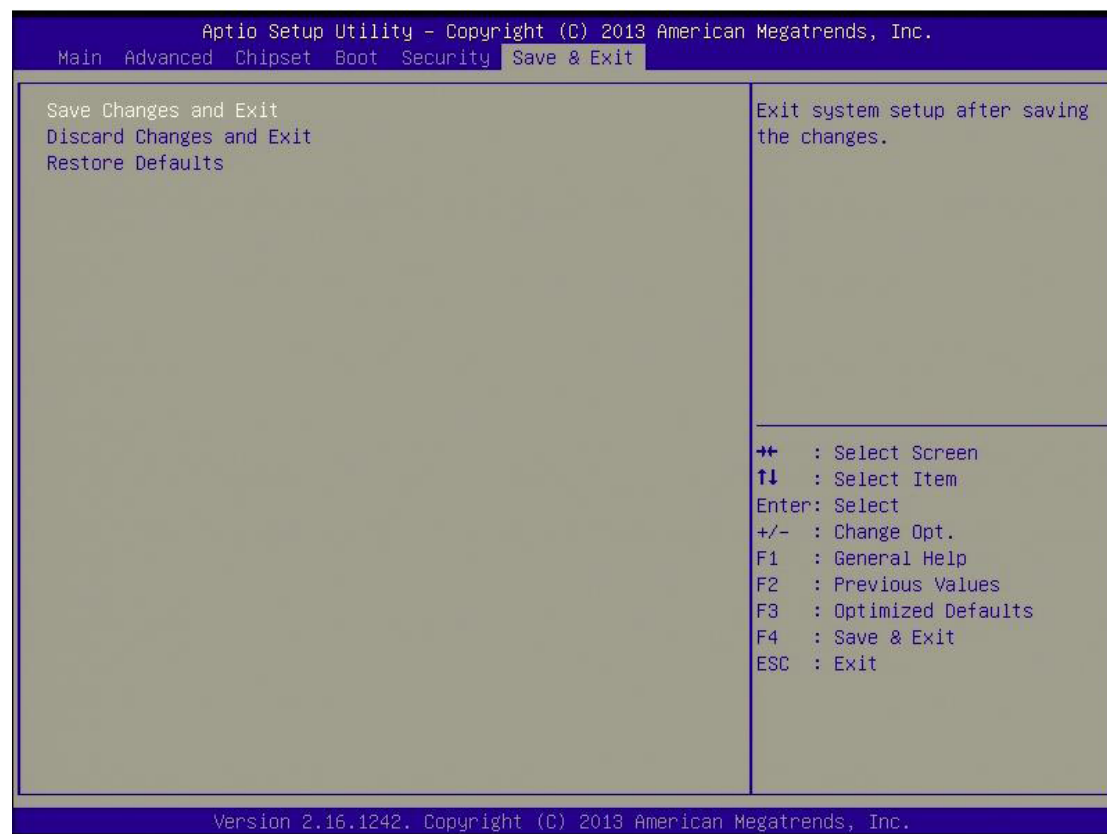 Aptio Setup Utility – Copyright (C) 2013 American Megatrends, Inc.
Main Advanced Chipset Boot Security Save & Exit
Save Changes and Exit
Discard Changes and Exit
Restore Defaults
Exit system setup after saving
the changes.
→← : Select Screen
↑↓ : Select Item
Enter: Select
+/- : Change Opt.
F1 : General Help
F2 : Previous Values
F3 : Optimized Defaults
F4 : Save & Exit
ESC : Exit
Version 2.16.1242. Copyright (C) 2013 American Megatrends, Inc.